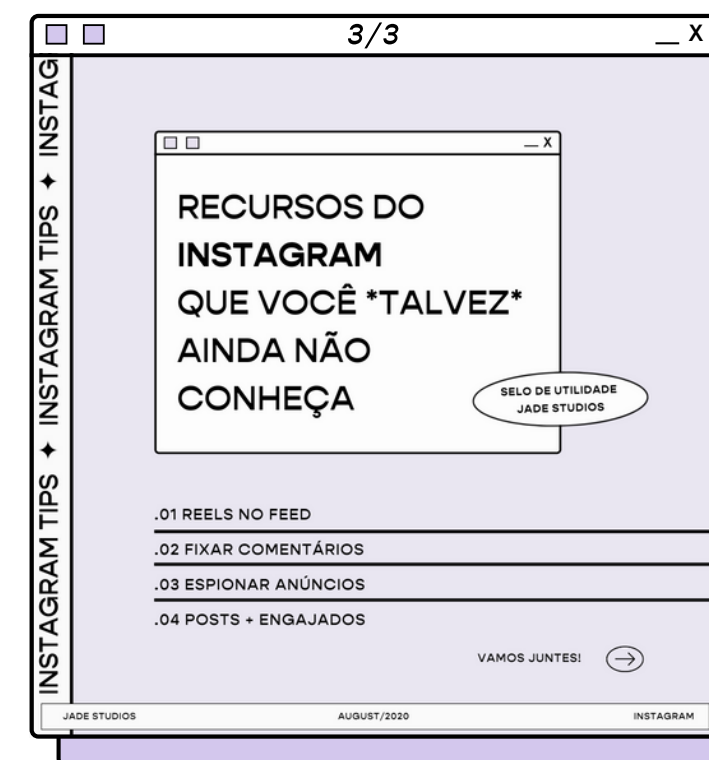 3/3
_ X
INSTAGRAM TIPS ✦ INSTAGRAM TIPS ✦ INSTAG
_ X
RECURSOS DO
INSTAGRAM
QUE VOCÊ *TALVEZ*
AINDA NÃO
CONHEÇA
SELO DE UTILIDADE
JADE STUDIOS
.01 REELS NO FEED
.02 FIXAR COMENTÁRIOS
.03 ESPIONAR ANÚNCIOS
.04 POSTS + ENGAJADOS
VAMOS JUNTES!
JADE STUDIOS AUGUST/2020 INSTAGRAM